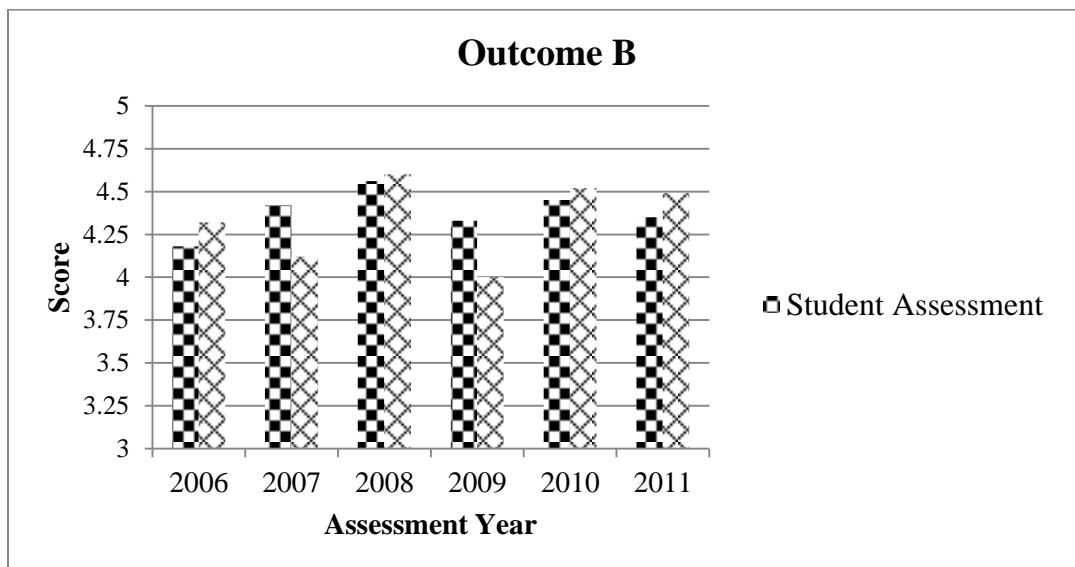 Outcome B
5
4.75
4.5
4.25
4
3.75
3.5
3.25
3
Score
2006 2007 2008 2009 2010 2011
Assessment Year
Student Assessment